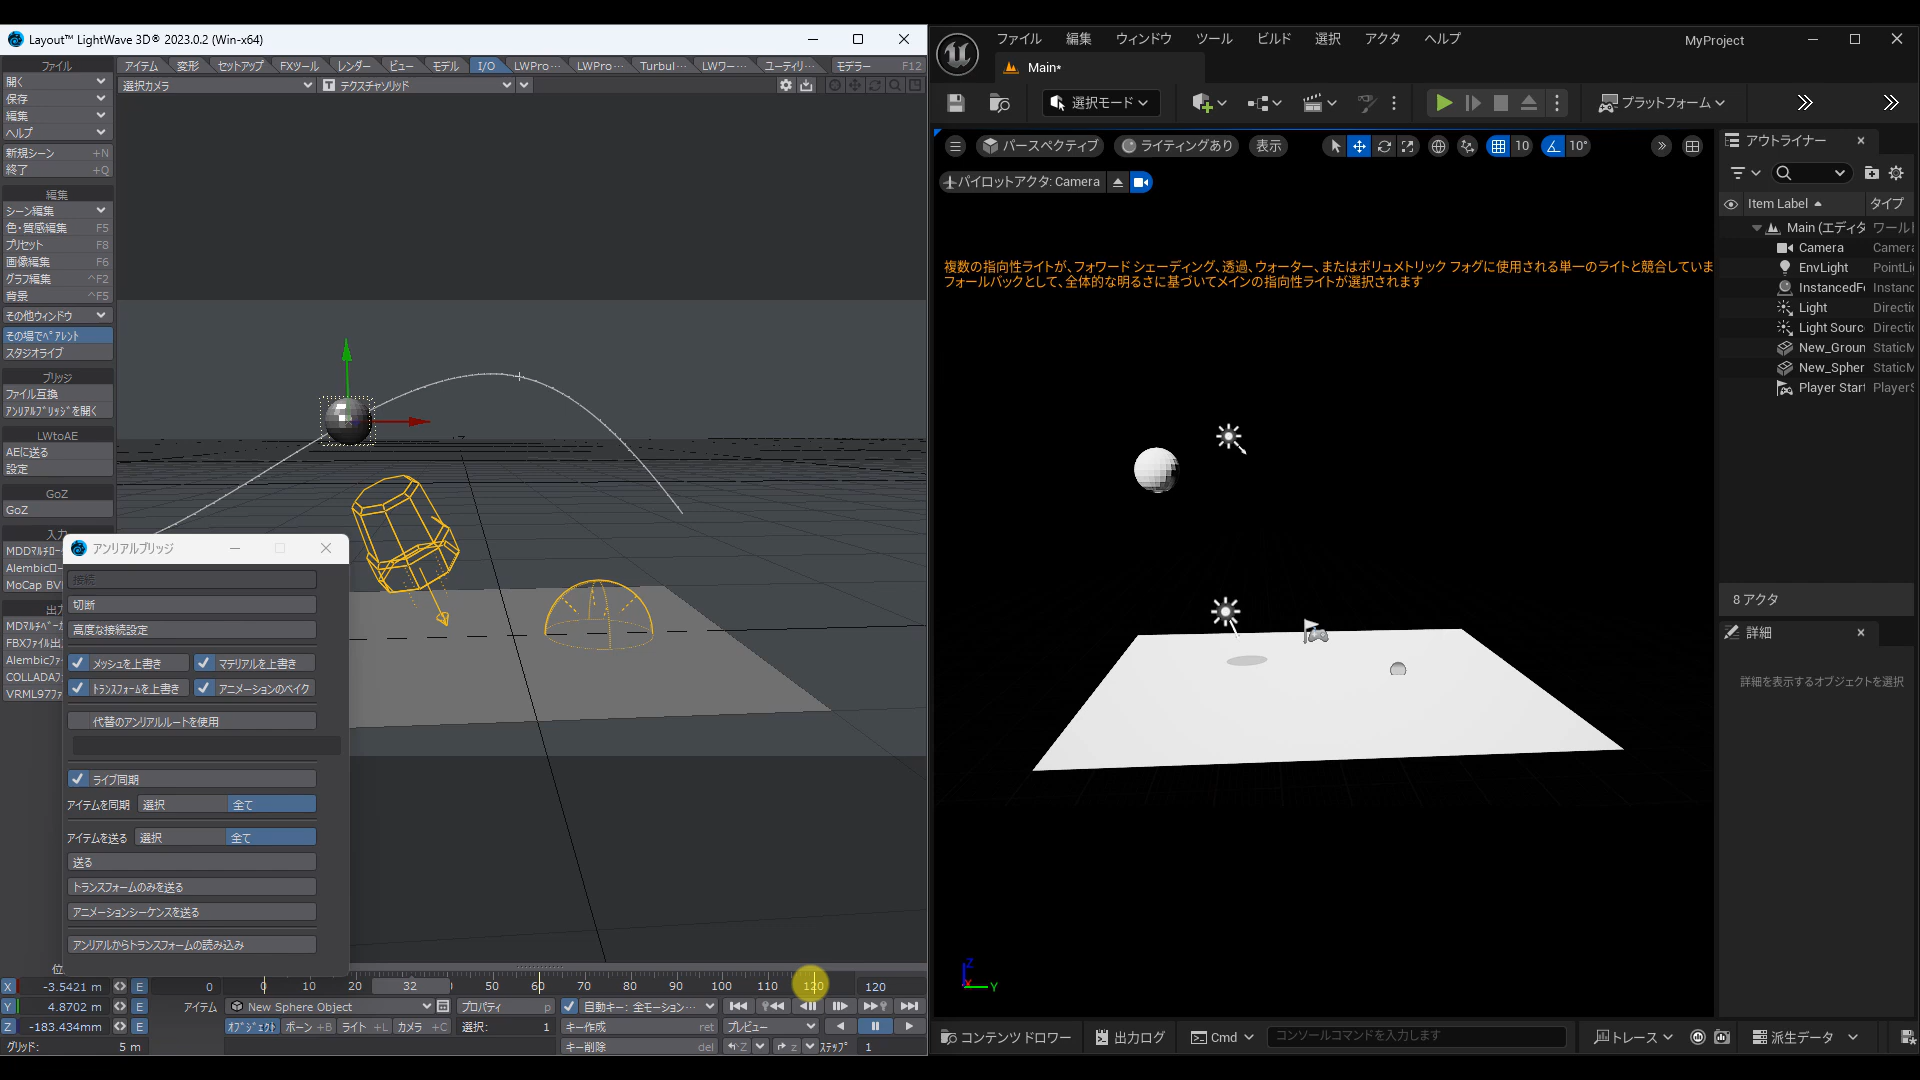 Layout™ LightWave 3D® 2023.0.2 (Win-x64)
ファイル
開く
保存
編集
ヘルプ
新規シーン +N
終了 +Q
編集
シーン編集
色・質感編集 F5
プリセット F8
画像編集 F6
グラフ編集 ^F2
背景 ^F5
その他ウィンドウ
その場でペアレント
スタジオライブ
ブリッジ
ファイル互換
アンリアルブリッジを開く
LWtoAE
AEに送る
設定
GoZ
GoZ
入力
MDDマルチロー
Alembicロー
MoCap BV
出力
MDマルチベーカ
FBXファイル出
Alembicファ
COLLADAフ
VRML97ファ
アイテム 変形 セットアップ FXツール レンダー ビュー モデル I/O LWPro… LWPro… Turbul… LWワー… ユーティリ… モデラー F12
選択カメラ
T テクスチャソリッド
アンリアルブリッジ
接続
切断
高度な接続設定
メッシュを上書き マテリアルを上書き
トランスフォームを上書き アニメーションのベイク
代替のアンリアルルートを使用
ライブ同期
アイテムを同期 選択 全て
アイテムを送る 選択 全て
送る
トランスフォームのみを送る
アニメーションシーケンスを送る
アンリアルからトランスフォームの読み込み
位
0 10 20 32 50 60 70 80 90 100 110 120
X -3.5421 m E 0 120
Y 4.8702 m E アイテム New Sphere Object プロパティ p 自動キー: 全モーション…
Z -183.434mm E オブジェクト ボーン +B ライト +L カメラ +C 選択: 1 キー作成 ret プレビュー
グリッド: 5 m キー削除 del ステップ 1
ファイル 編集 ウィンドウ ツール ビルド 選択 アクタ ヘルプ MyProject
Main*
選択モード プラットフォーム
パースペクティブ ライティングあり 表示 10 10°
パイロットアクタ: Camera
複数の指向性ライトが、フォワード シェーディング、透過、ウォーター、またはボリュメトリック フォグに使用される単一のライトと競合していま
フォールバックとして、全体的な明るさに基づいてメインの指向性ライトが選択されます
Z
X
Y
アウトライナー
Item Label タイプ
Main (エディタ ワールド
Camera Camera
EnvLight PointLi
InstancedFo Instanc
Light Directio
Light Sourc Directio
New_Groun StaticM
New_Spher StaticM
Player Start PlayerS
8 アクタ
詳細
詳細を表示するオブジェクトを選択
コンテンツ ドロワー 出力ログ Cmd コンソールコマンドを入力します トレース 派生データ